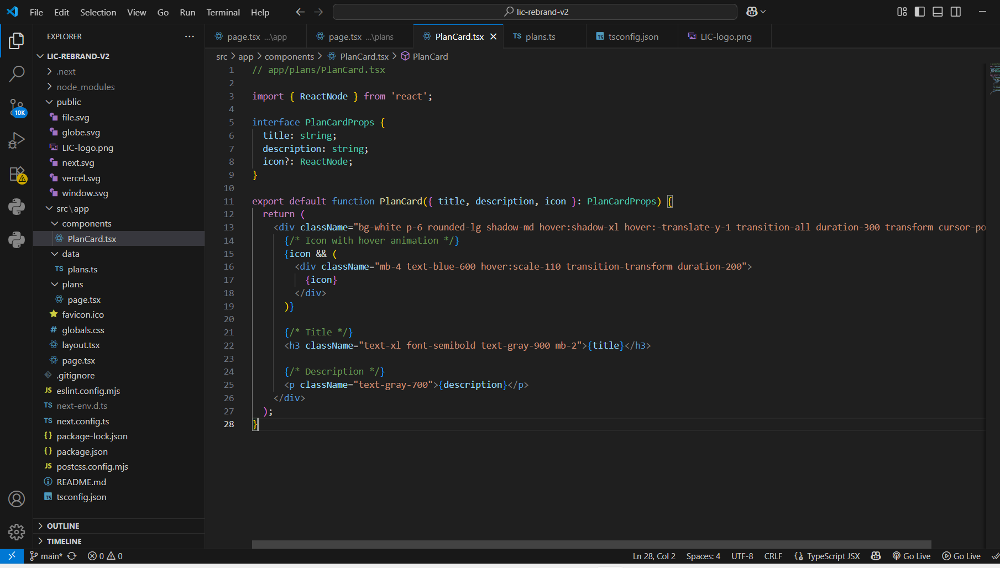 File Edit Selection View Go Run Terminal Help
lic-rebrand-v2
EXPLORER
LIC-REBRAND-V2
.next
node_modules
public
file.svg
globe.svg
LIC-logo.png
next.svg
vercel.svg
window.svg
src\app
components
PlanCard.tsx
data
TS plans.ts
plans
page.tsx
favicon.ico
# globals.css
layout.tsx
page.tsx
.gitignore
JS eslint.config.mjs
TS next-env.d.ts
TS next.config.ts
{} package-lock.json
{} package.json
JS postcss.config.mjs
README.md
TS tsconfig.json
OUTLINE
TIMELINE
10K
page.tsx ...\app
page.tsx ...\plans
PlanCard.tsx
TS plans.ts
TS tsconfig.json
LIC-logo.png
src > app > components > PlanCard.tsx > PlanCard
1 // app/plans/PlanCard.tsx
2
3 import { ReactNode } from 'react';
4
5 interface PlanCardProps {
6 title: string;
7 description: string;
8 icon?: ReactNode;
9 }
10
11 export default function PlanCard({ title, description, icon }: PlanCardProps) {
12 return (
13 <div className="bg-white p-6 rounded-lg shadow-md hover:shadow-xl hover:-translate-y-1 transition-all duration-300 transform cursor-po
14 {/* Icon with hover animation */}
15 {icon && (
16 <div className="mb-4 text-blue-600 hover:scale-110 transition-transform duration-200">
17 {icon}
18 </div>
19 )}
20
21 {/* Title */}
22 <h3 className="text-xl font-semibold text-gray-900 mb-2">{title}</h3>
23
24 {/* Description */}
25 <p className="text-gray-700">{description}</p>
26 </div>
27 );
28 }
main* 0 0
Ln 28, Col 2 Spaces: 4 UTF-8 CRLF {} TypeScript JSX Go Live Go Live